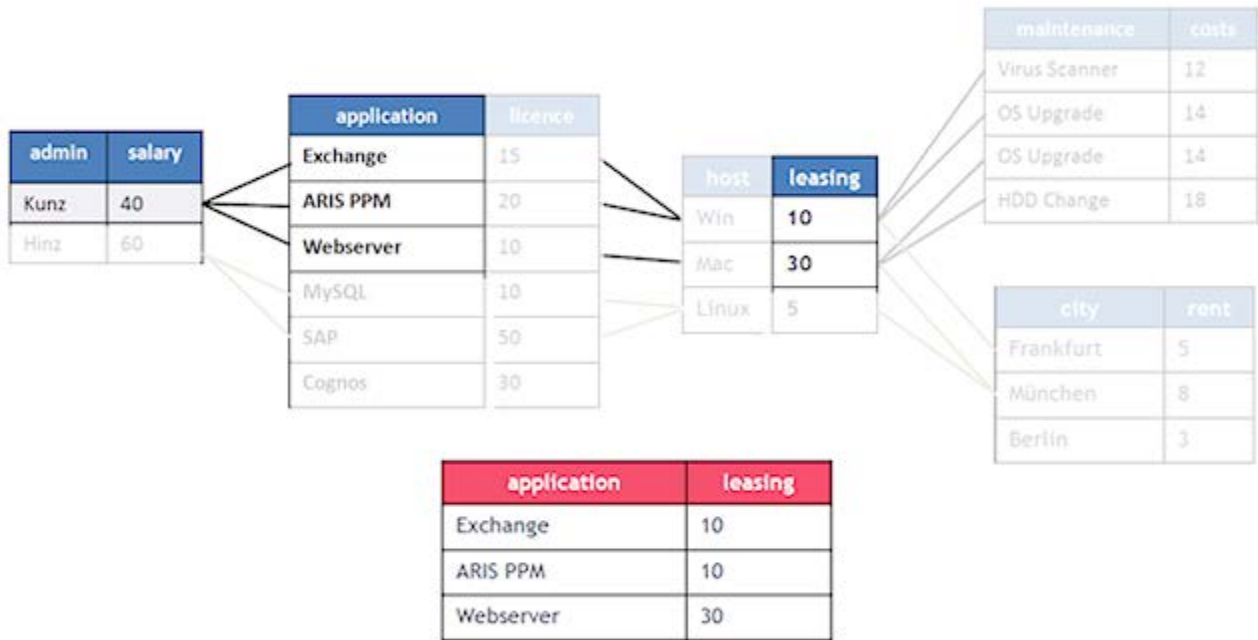 admin salary
Kunz 40
Hinz 60
application licence
Exchange 15
ARIS PPM 20
Webserver 10
MySQL 10
SAP 50
Cognos 30
host leasing
Win 10
Mac 30
Linux 5
maintenance costs
Virus Scanner 12
OS Upgrade 14
OS Upgrade 14
HDD Change 18
city rent
Frankfurt 5
München 8
Berlin 3
application leasing
Exchange 10
ARIS PPM 10
Webserver 30